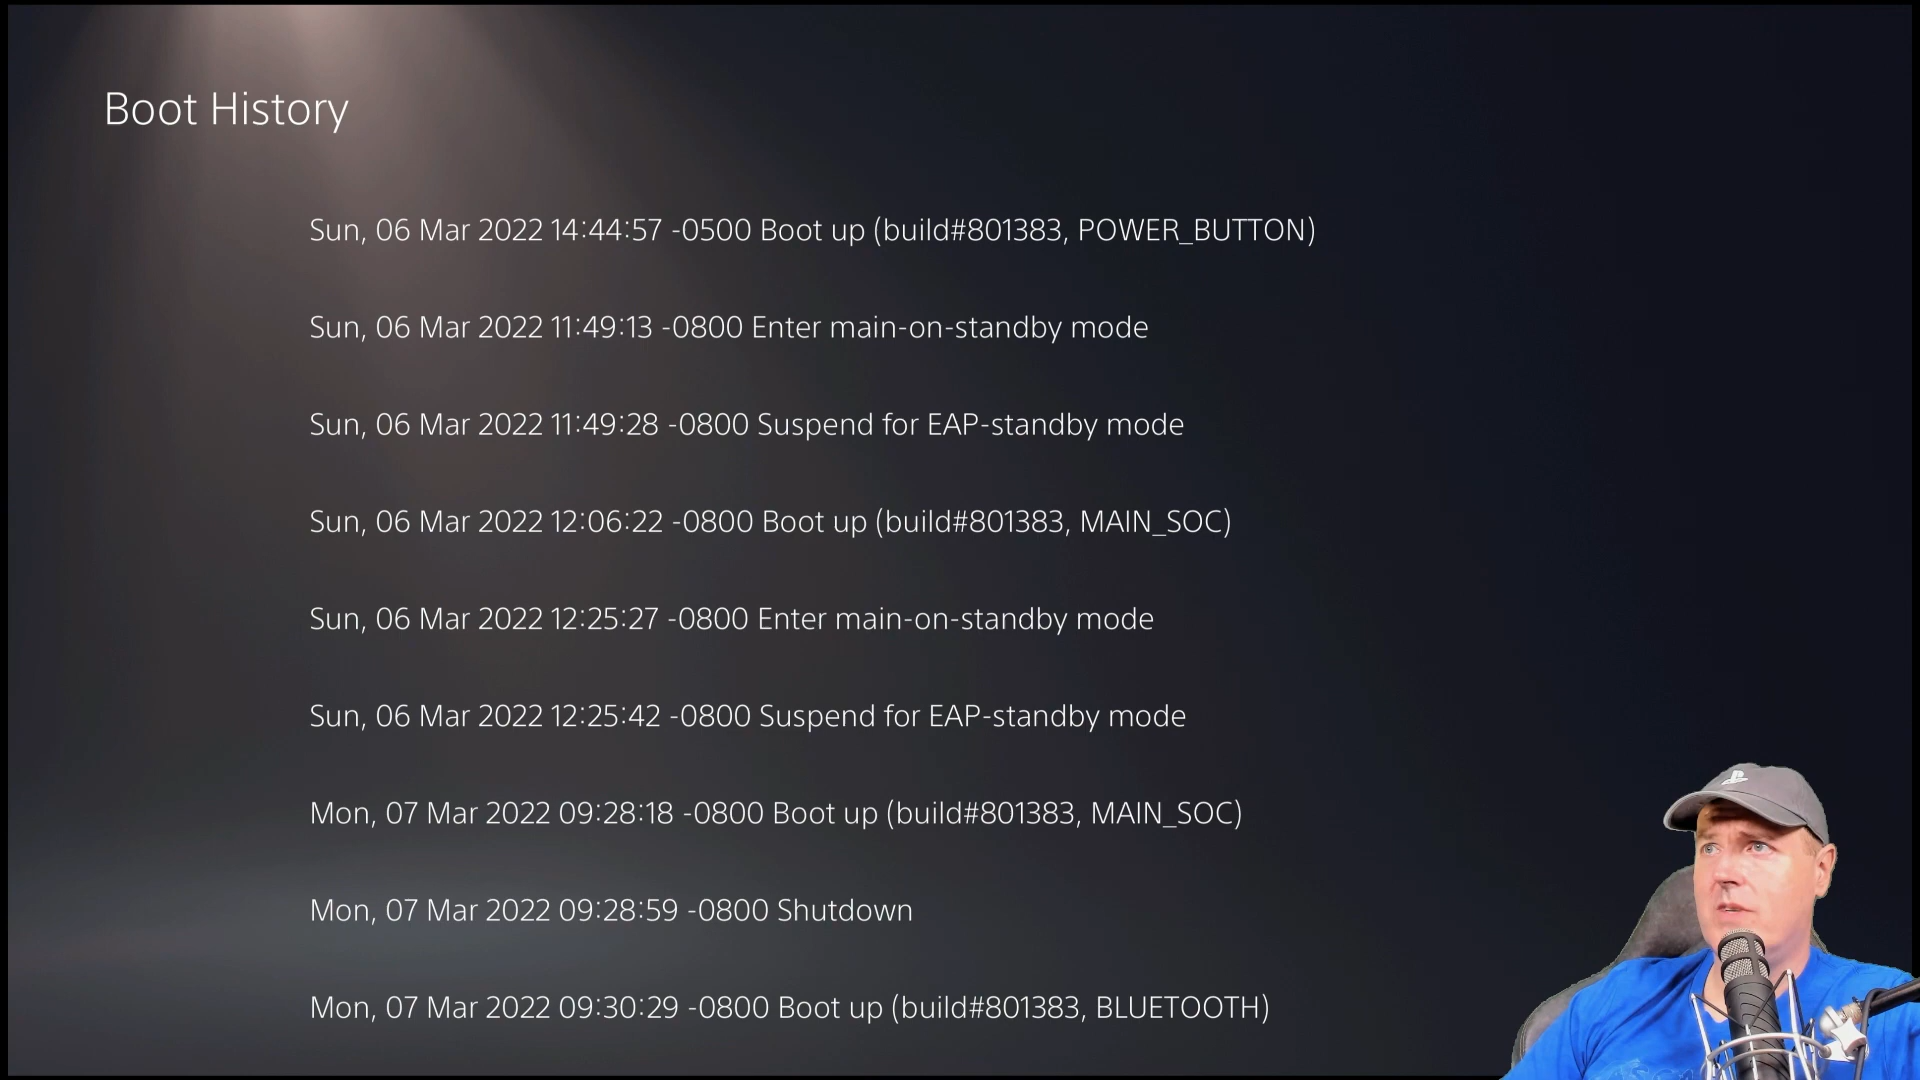 Boot History
Sun, 06 Mar 2022 14:44:57 -0500 Boot up (build#801383, POWER_BUTTON)
Sun, 06 Mar 2022 11:49:13 -0800 Enter main-on-standby mode
Sun, 06 Mar 2022 11:49:28 -0800 Suspend for EAP-standby mode
Sun, 06 Mar 2022 12:06:22 -0800 Boot up (build#801383, MAIN_SOC)
Sun, 06 Mar 2022 12:25:27 -0800 Enter main-on-standby mode
Sun, 06 Mar 2022 12:25:42 -0800 Suspend for EAP-standby mode
Mon, 07 Mar 2022 09:28:18 -0800 Boot up (build#801383, MAIN_SOC)
Mon, 07 Mar 2022 09:28:59 -0800 Shutdown
Mon, 07 Mar 2022 09:30:29 -0800 Boot up (build#801383, BLUETOOTH)